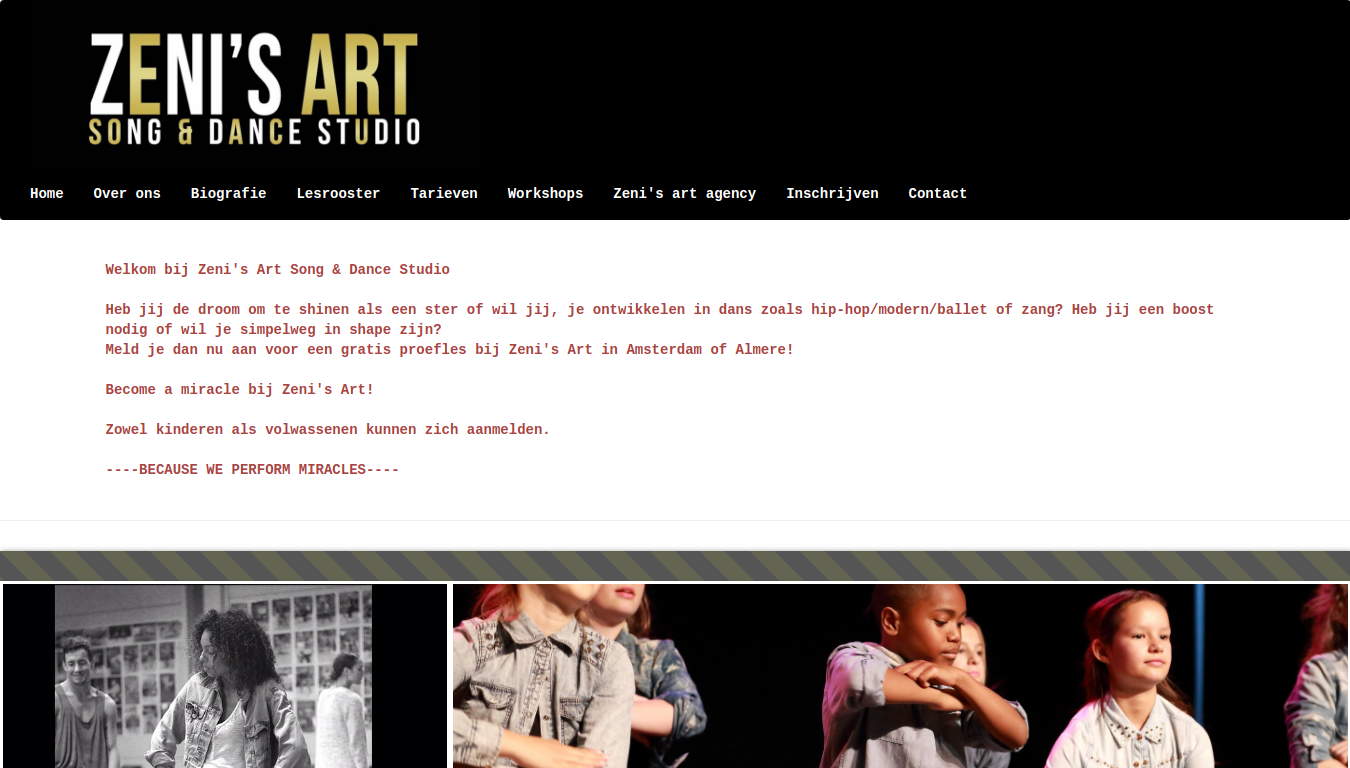 ZENI'S ART
SONG & DANCE STUDIO
Home Over ons Biografie Lesrooster Tarieven Workshops Zeni's art agency Inschrijven Contact
Welkom bij Zeni's Art Song & Dance Studio
Heb jij de droom om te shinen als een ster of wil jij, je ontwikkelen in dans zoals hip-hop/modern/ballet of zang? Heb jij een boost
nodig of wil je simpelweg in shape zijn?
Meld je dan nu aan voor een gratis proefles bij Zeni's Art in Amsterdam of Almere!
Become a miracle bij Zeni's Art!
Zowel kinderen als volwassenen kunnen zich aanmelden.
----BECAUSE WE PERFORM MIRACLES----